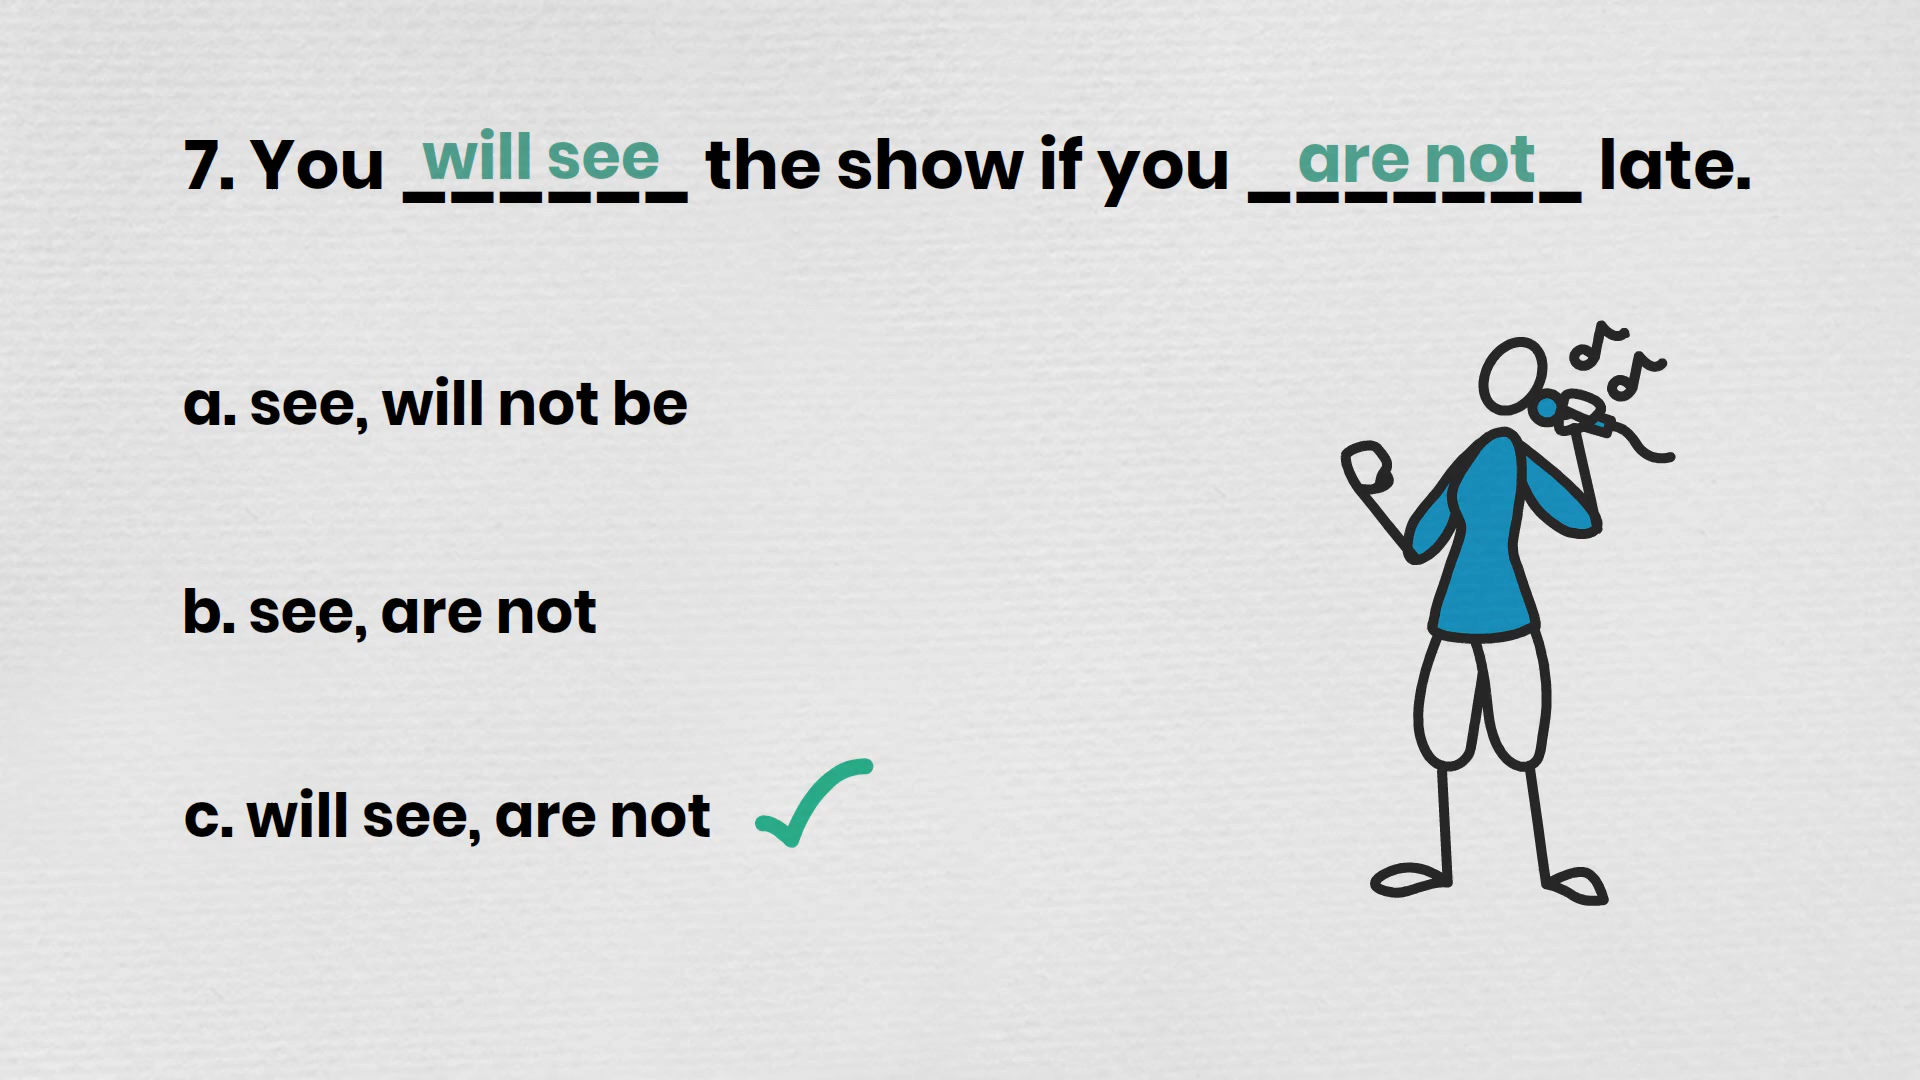 7. You will see the show if you are not late.
a. see, will not be
b. see, are not
c. will see, are not